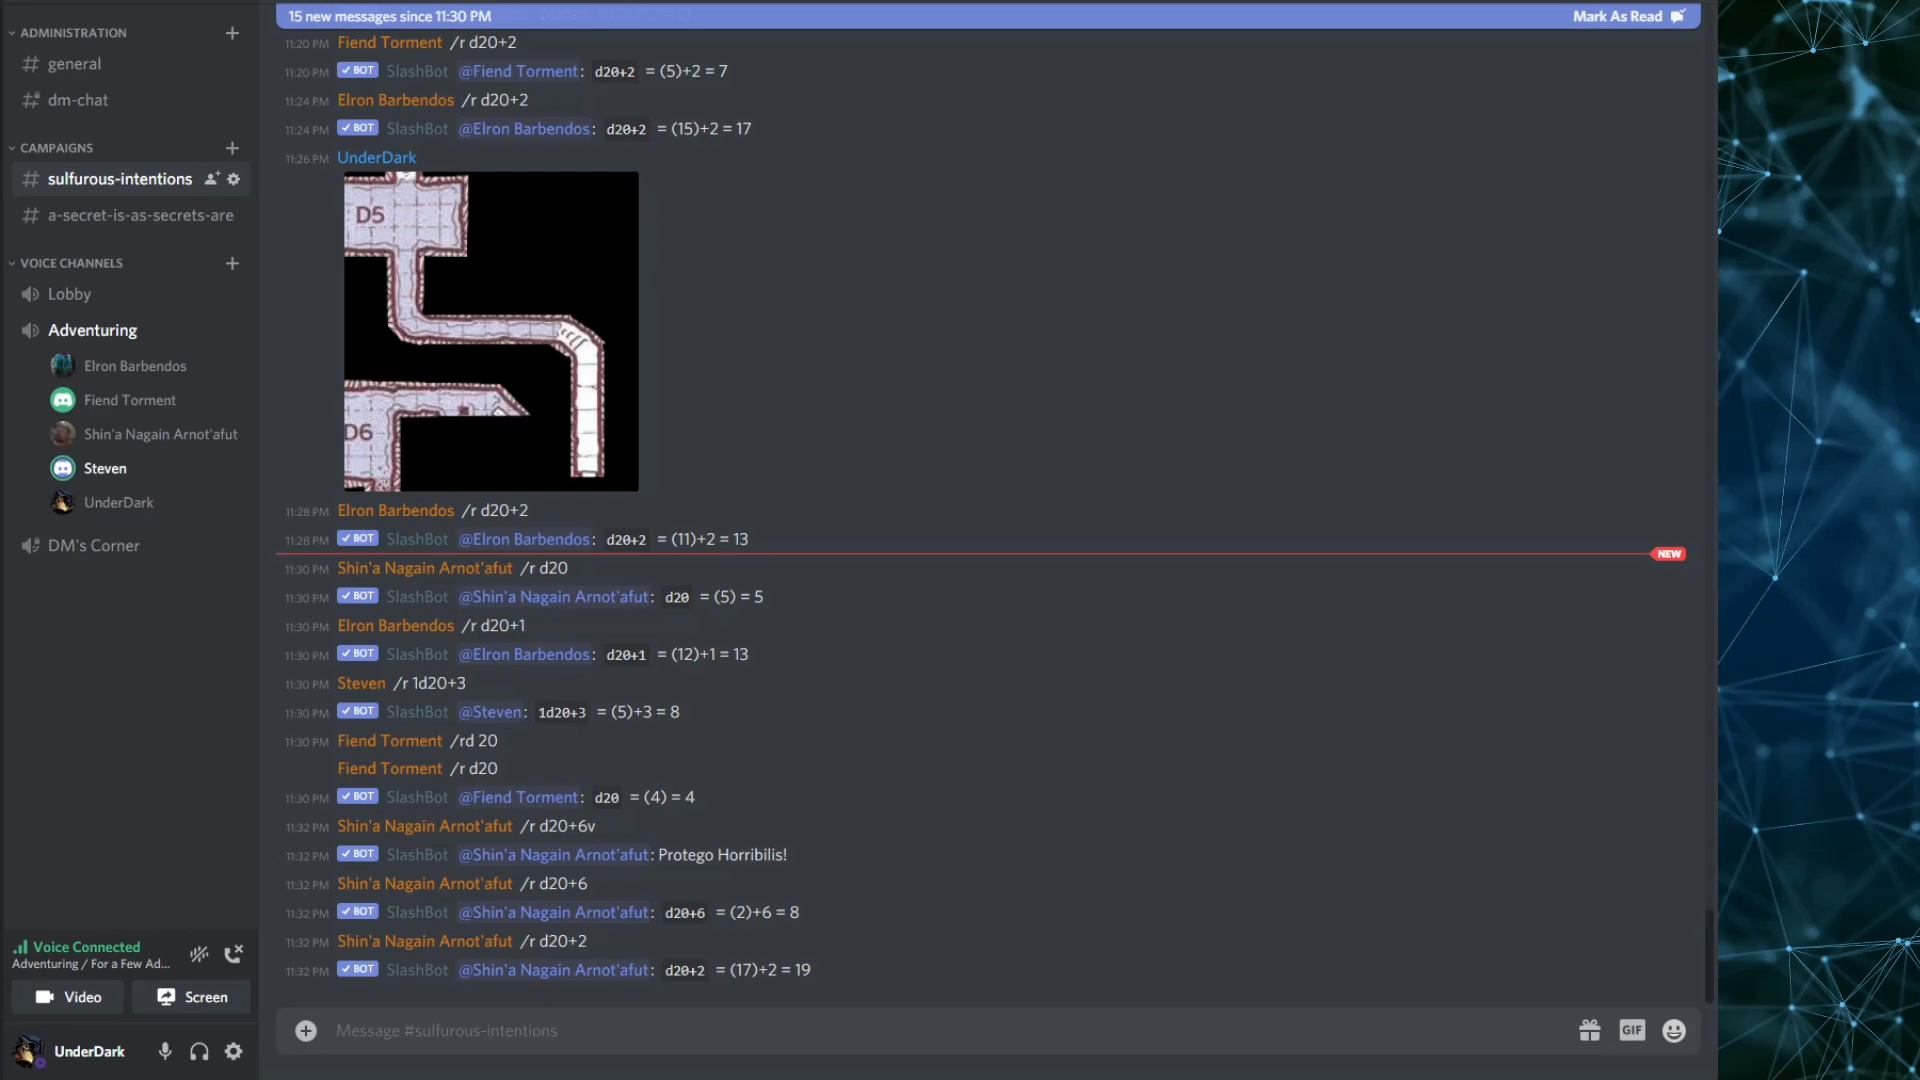 ADMINISTRATION
general
dm-chat
CAMPAIGNS
sulfurous-intentions
a-secret-is-as-secrets-are
VOICE CHANNELS
Lobby
Adventuring
Elron Barbendos
Fiend Torment
Shin'a Nagain Arnot'afut
Steven
UnderDark
DM's Corner
Voice Connected
Adventuring / For a Few Ad...
Video
Screen
UnderDark
15 new messages since 11:30 PM
Mark As Read
11:20 PM Fiend Torment /r d20+2
11:20 PM BOT SlashBot @Fiend Torment: d20+2 = (5)+2 = 7
11:24 PM Elron Barbendos /r d20+2
11:24 PM BOT SlashBot @Elron Barbendos: d20+2 = (15)+2 = 17
11:26 PM UnderDark
D5
D6
11:28 PM Elron Barbendos /r d20+2
11:28 PM BOT SlashBot @Elron Barbendos: d20+2 = (11)+2 = 13
NEW
11:30 PM Shin'a Nagain Arnot'afut /r d20
11:30 PM BOT SlashBot @Shin'a Nagain Arnot'afut: d20 = (5) = 5
11:30 PM Elron Barbendos /r d20+1
11:30 PM BOT SlashBot @Elron Barbendos: d20+1 = (12)+1 = 13
11:30 PM Steven /r 1d20+3
11:30 PM BOT SlashBot @Steven: 1d20+3 = (5)+3 = 8
11:30 PM Fiend Torment /rd 20
Fiend Torment /r d20
11:30 PM BOT SlashBot @Fiend Torment: d20 = (4) = 4
11:32 PM Shin'a Nagain Arnot'afut /r d20+6v
11:32 PM BOT SlashBot @Shin'a Nagain Arnot'afut: Protego Horribilis!
11:32 PM Shin'a Nagain Arnot'afut /r d20+6
11:32 PM BOT SlashBot @Shin'a Nagain Arnot'afut: d20+6 = (2)+6 = 8
11:32 PM Shin'a Nagain Arnot'afut /r d20+2
11:32 PM BOT SlashBot @Shin'a Nagain Arnot'afut: d20+2 = (17)+2 = 19
Message #sulfurous-intentions
GIF